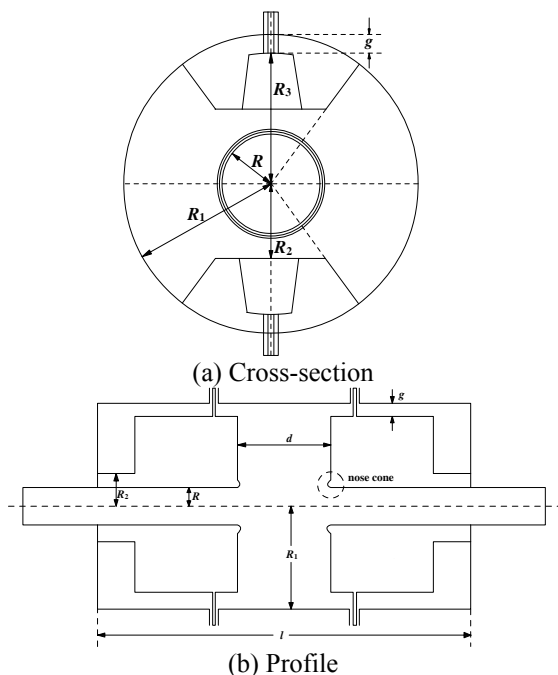 g
R3
R
R1
R2
(a) Cross-section
g
d
nose cone
R2
R
R1
l
(b) Profile